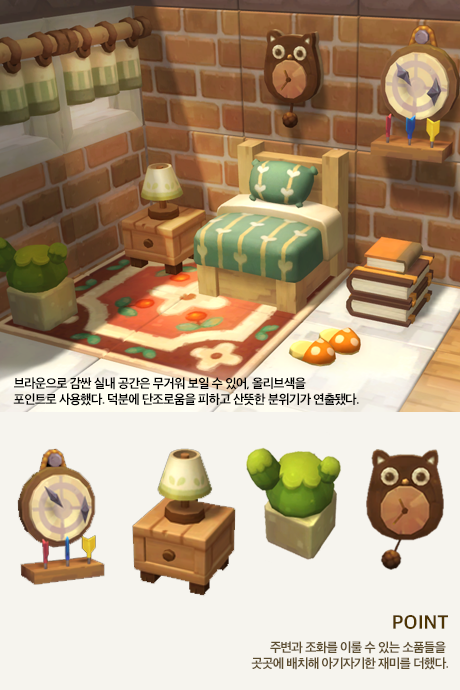 브라운으로 감싼 실내 공간은 무거워 보일 수 있어, 올리브색을
포인트로 사용했다. 덕분에 단조로움을 피하고 산뜻한 분위기가 연출됐다.
POINT
주변과 조화를 이룰 수 있는 소품들을
곳곳에 배치해 아기자기한 재미를 더했다.